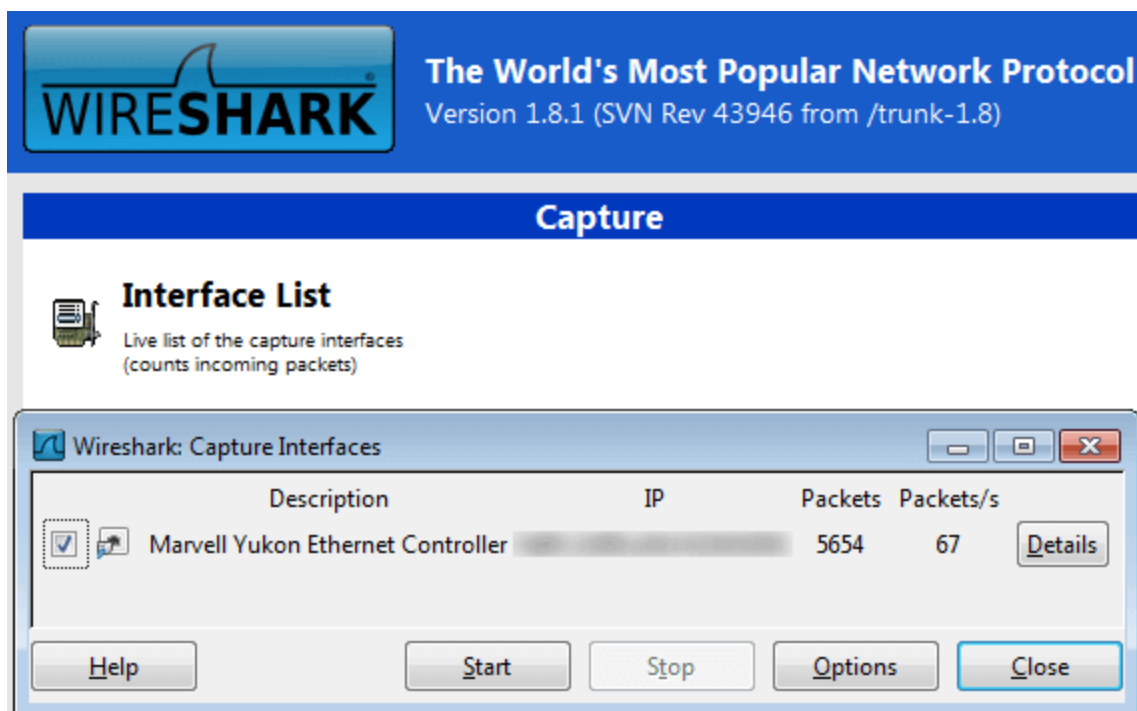 WIRESHARK®
The World's Most Popular Network Protocol
Version 1.8.1 (SVN Rev 43946 from /trunk-1.8)
Capture
Interface List
Live list of the capture interfaces
(counts incoming packets)
Wireshark: Capture Interfaces
Description IP Packets Packets/s
Marvell Yukon Ethernet Controller 5654 67 Details
Help Start Stop Options Close